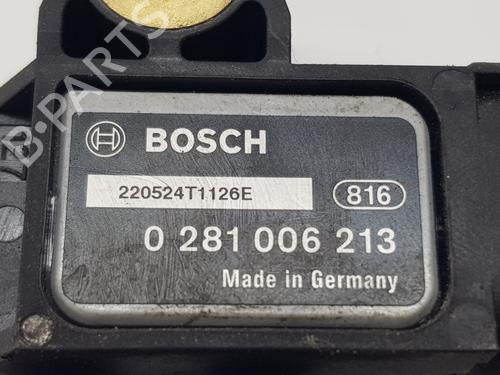 BOSCH
220524T1126E
816
0 281 006 213
Made in Germany
B-PARTS